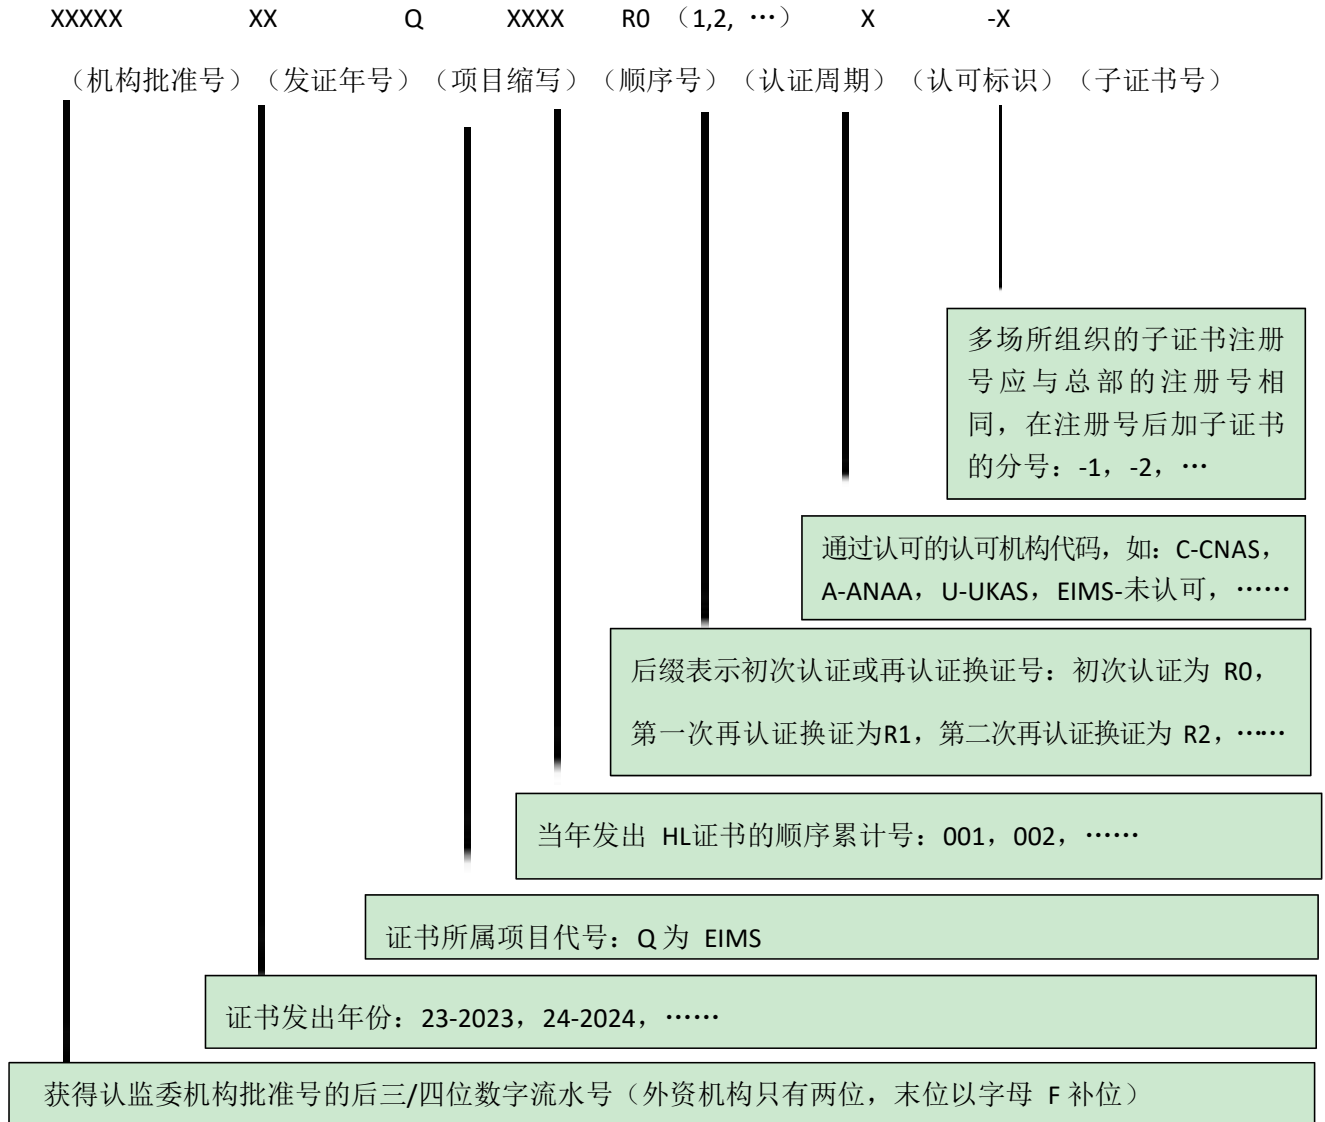 XXXXX XX Q XXXX R0 （1,2, …） X -X
（机构批准号）（发证年号）（项目缩写）（顺序号）（认证周期）（认可标识）（子证书号）
多场所组织的子证书注册
号应与总部的注册号相
同，在注册号后加子证书
的分号：-1，-2，…
通过认可的认可机构代码，如：C-CNAS，
A-ANAA，U-UKAS，EIMS-未认可，……
后缀表示初次认证或再认证换证号：初次认证为 R0，
第一次再认证换证为R1，第二次再认证换证为 R2，……
当年发出 HL证书的顺序累计号：001，002，……
证书所属项目代号：Q 为 EIMS
证书发出年份：23-2023，24-2024，……
获得认监委机构批准号的后三/四位数字流水号（外资机构只有两位，末位以字母 F 补位）